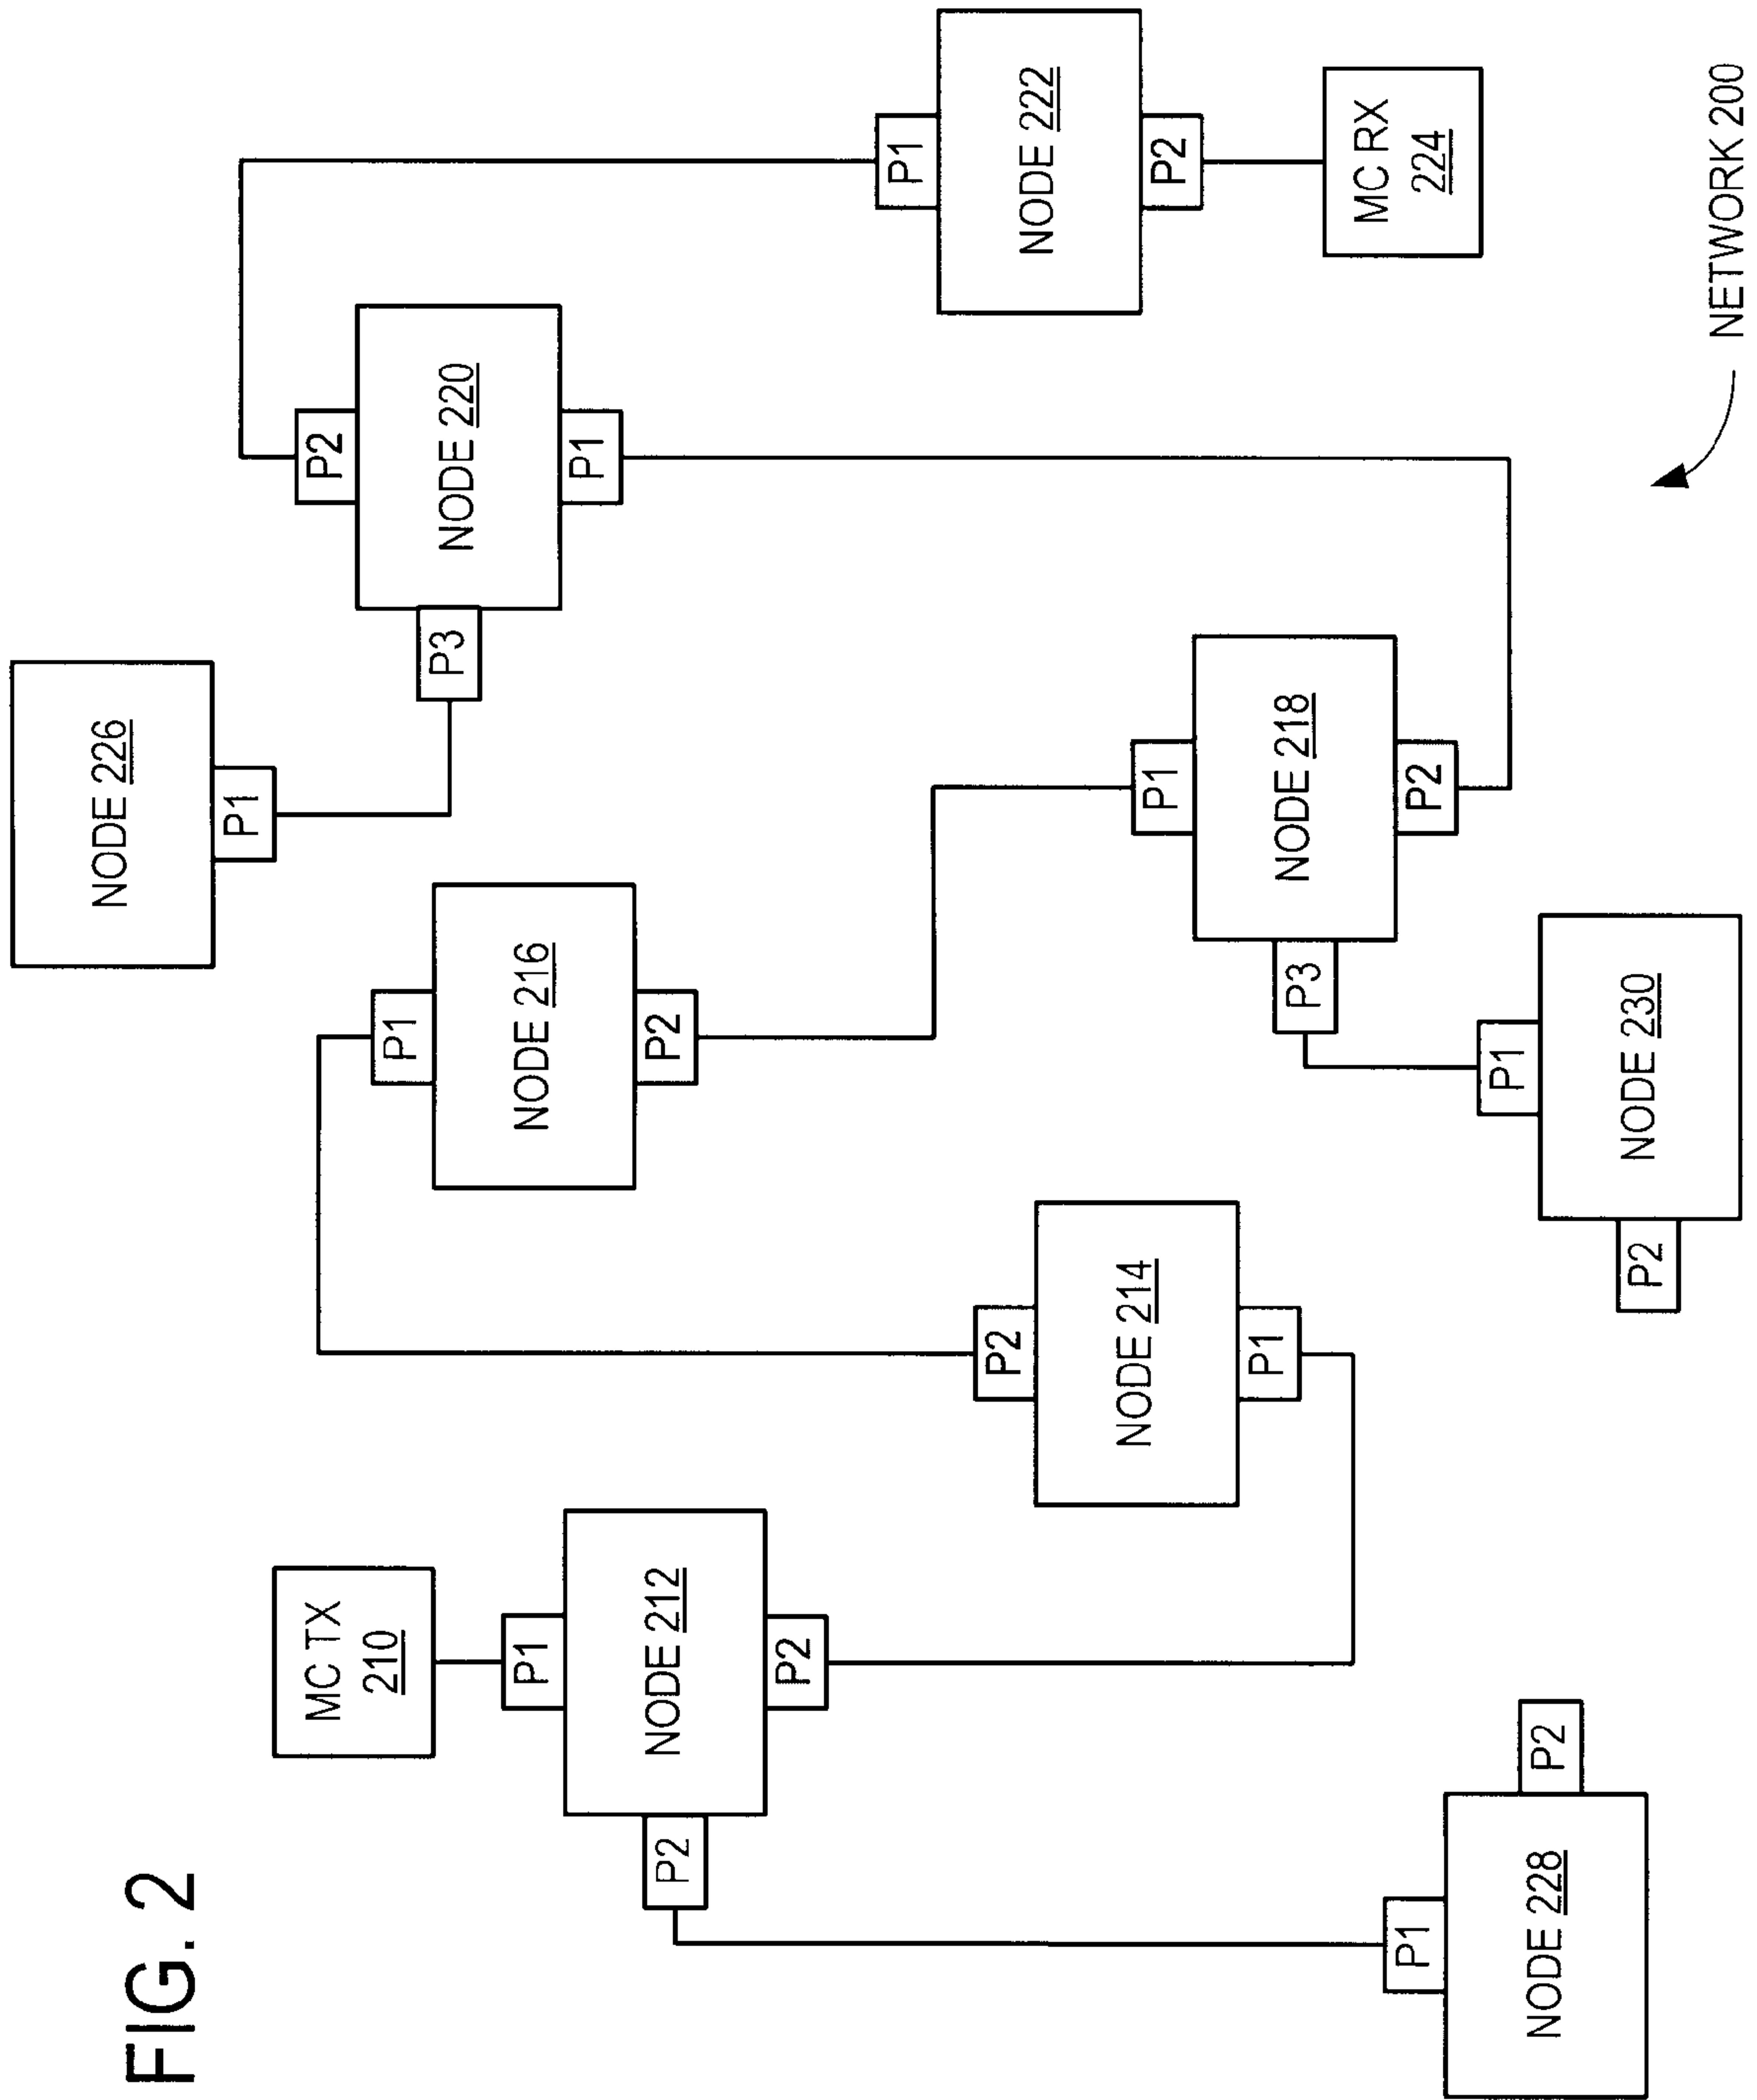 FIG. 2
MC TX
210
P1
NODE 212
P2
P2
P1
NODE 228
P2
P2
NODE 214
P1
P1
NODE 216
P2
P1
NODE 218
P3
P2
P1
NODE 230
P2
NODE 226
P1
P2
NODE 220
P3
P1
P1
NODE 222
P2
MC RX
224
NETWORK 200